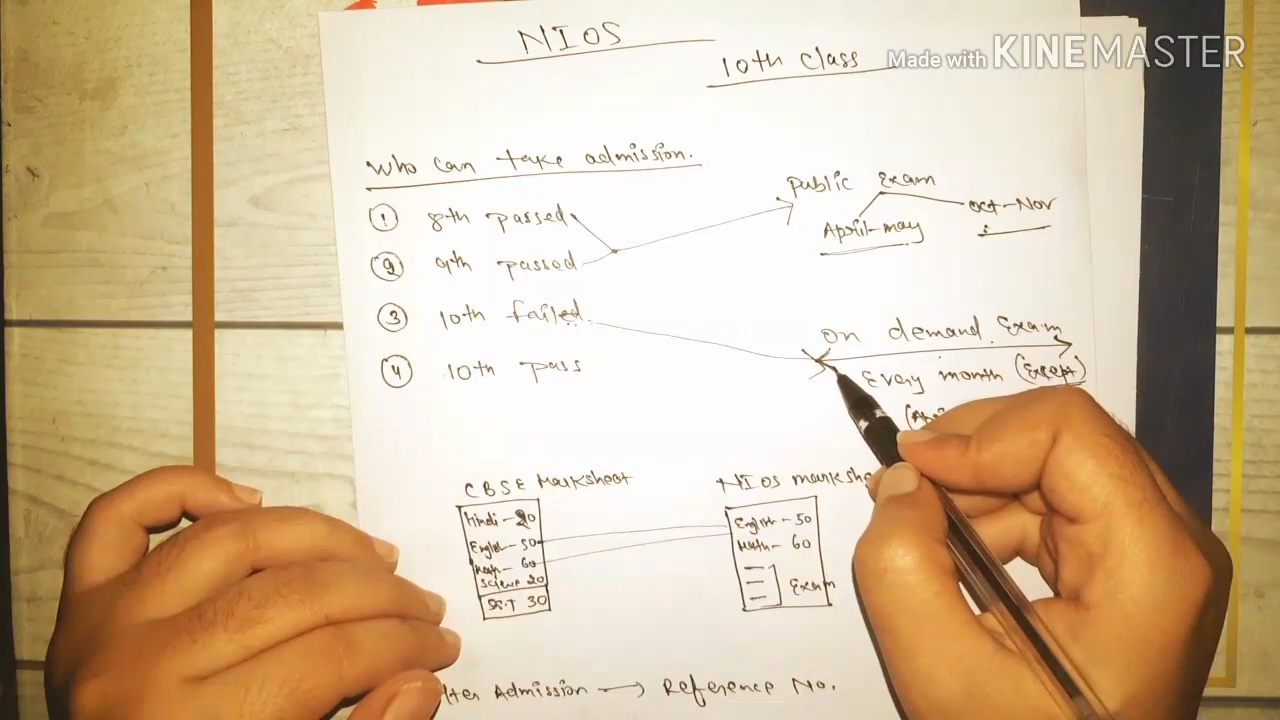 NIOS
10th class
Made with KINEMASTER
Who can take admission.
① 8th passed
② 9th passed
③ 10th failed.
④ 10th pass
Public Exam
April-may
oct-Nov
on demand Exam
Every month (Except)
CBSE Marksheet
Hindi - 20
English - 50
Math - 60
Science 20
SS.T 30
NIOS marksh
English - 50
Math - 60
Exam
Admission → Reference No.